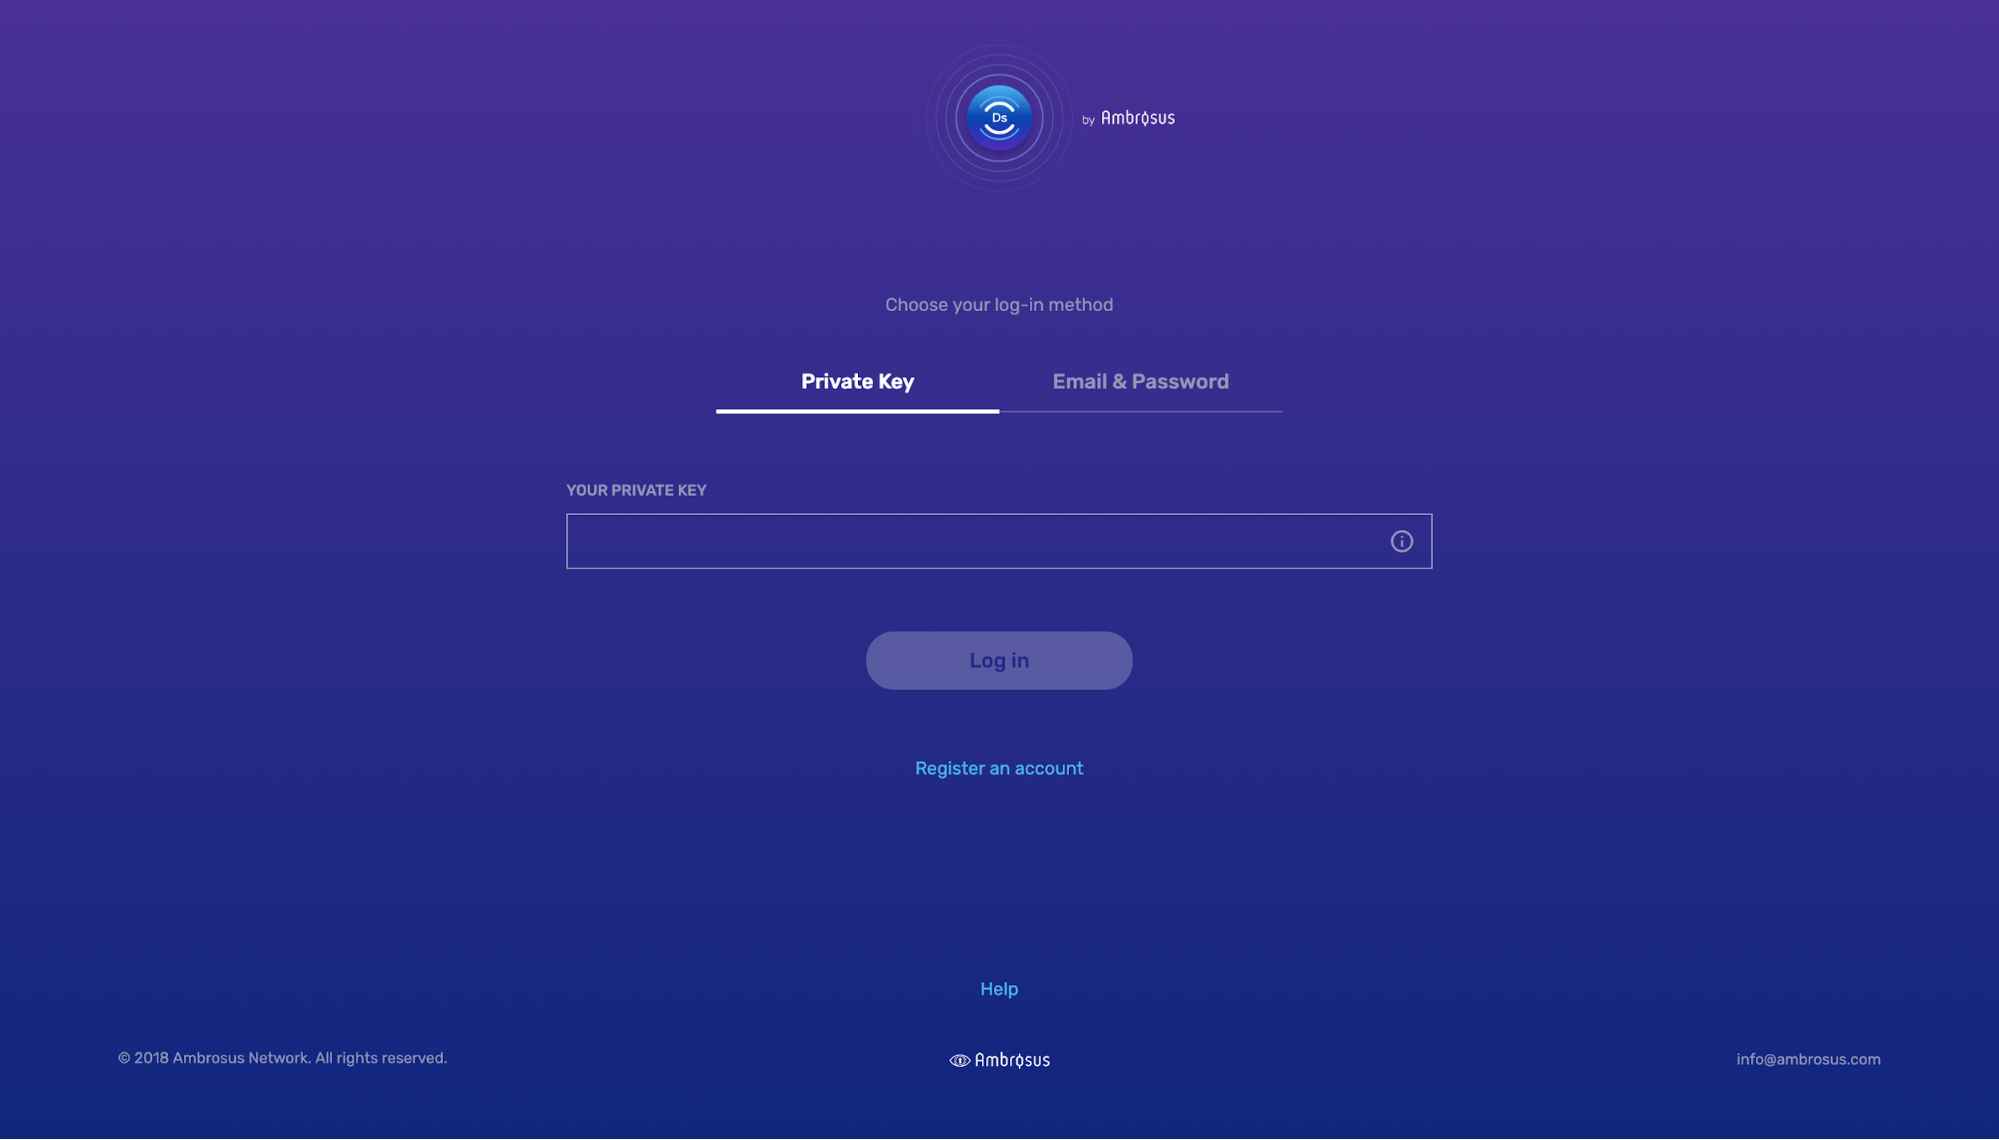 Ds
by Ambrosus
Choose your log-in method
Private Key
Email & Password
YOUR PRIVATE KEY
Log in
Register an account
Help
© 2018 Ambrosus Network. All rights reserved.
Ambrosus
info@ambrosus.com